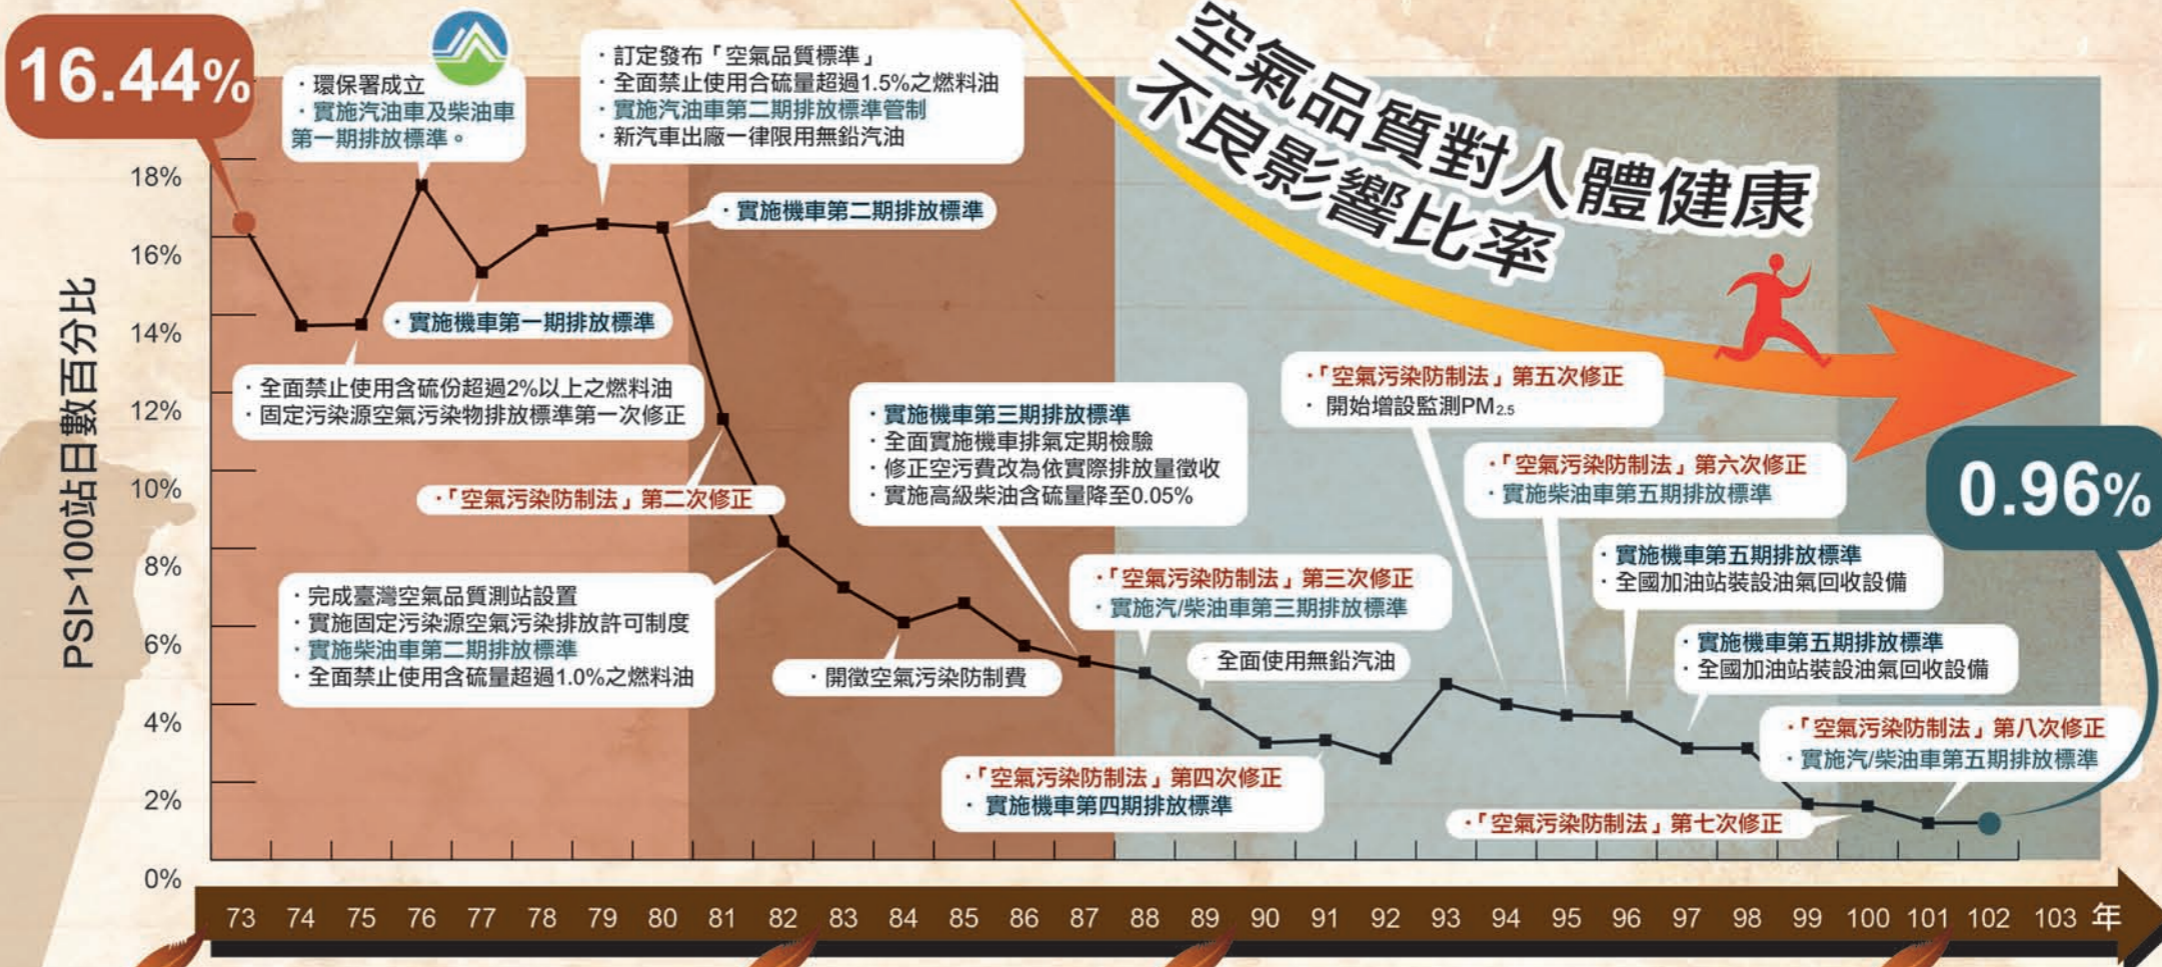 16.44%
· 環保署成立
· 實施汽油車及柴油車
第一期排放標準。
· 訂定發布「空氣品質標準」
· 全面禁止使用含硫量超過1.5%之燃料油
· 實施汽油車第二期排放標準管制
· 新汽車出廠一律限用無鉛汽油
空氣品質對人體健康
不良影響比率
· 實施機車第二期排放標準
· 實施機車第一期排放標準
· 全面禁止使用含硫份超過2%以上之燃料油
· 固定污染源空氣污染物排放標準第一次修正
·「空氣污染防制法」第二次修正
· 實施機車第三期排放標準
· 全面實施機車排氣定期檢驗
· 修正空污費改為依實際排放量徵收
· 實施高級柴油含硫量降至0.05%
·「空氣污染防制法」第五次修正
· 開始增設監測PM2.5
·「空氣污染防制法」第六次修正
· 實施柴油車第五期排放標準
0.96%
· 實施機車第五期排放標準
· 全國加油站裝設油氣回收設備
· 完成臺灣空氣品質測站設置
· 實施固定污染源空氣污染排放許可制度
· 實施柴油車第二期排放標準
· 全面禁止使用含硫量超過1.0%之燃料油
·「空氣污染防制法」第三次修正
· 實施汽/柴油車第三期排放標準
· 全面使用無鉛汽油
· 開徵空氣污染防制費
· 實施機車第五期排放標準
· 全國加油站裝設油氣回收設備
·「空氣污染防制法」第四次修正
· 實施機車第四期排放標準
·「空氣污染防制法」第八次修正
· 實施汽/柴油車第五期排放標準
·「空氣污染防制法」第七次修正
PSI>100站日數百分比
18%
16%
14%
12%
10%
8%
6%
4%
2%
0%
73 74 75 76 77 78 79 80 81 82 83 84 85 86 87 88 89 90 91 92 93 94 95 96 97 98 99 100 101 102 103 年